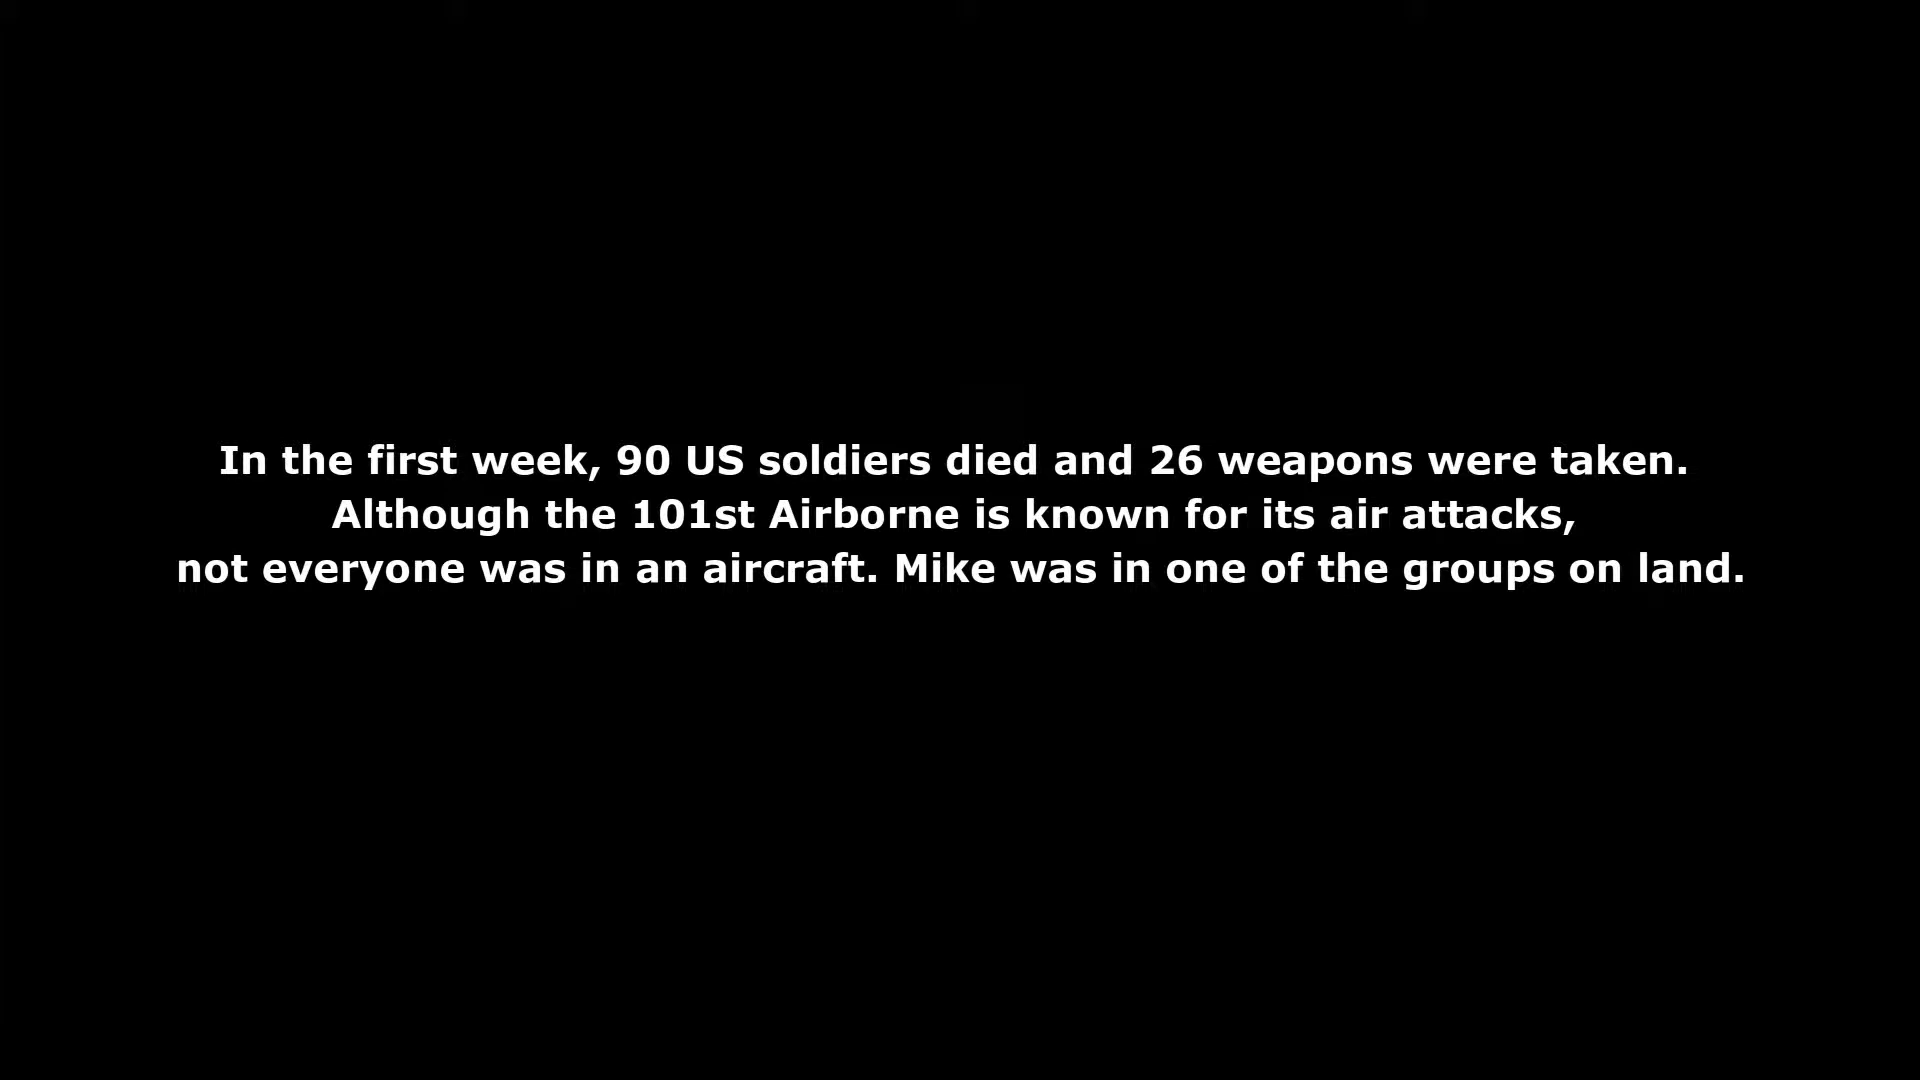 In the first week, 90 US soldiers died and 26 weapons were taken.
Although the 101st Airborne is known for its air attacks,
not everyone was in an aircraft. Mike was in one of the groups on land.